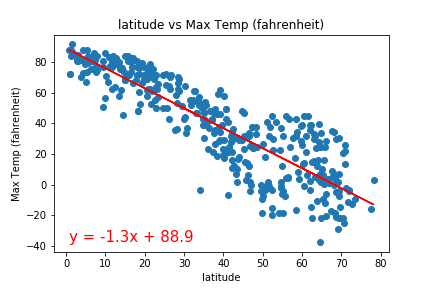 latitude vs Max Temp (fahrenheit)
Max Temp (fahrenheit)
80
60
40
20
0
−20
−40
y = -1.3x + 88.9
0 10 20 30 40 50 60 70 80
latitude